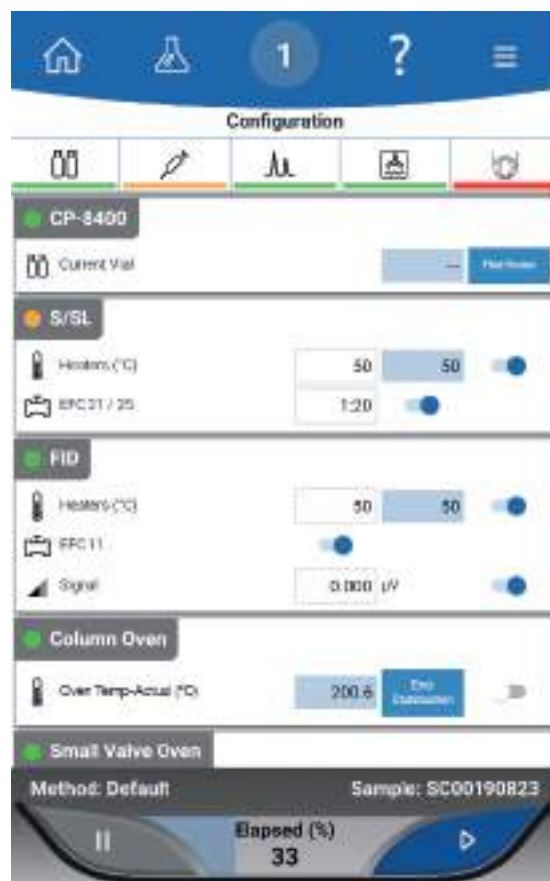 1
?
Configuration
CP-8400
Current Vial
---
S/SL
Heaters (°C) 50 50
EFC 21 / 25 1:20
FID
Heaters (°C) 50 50
EFC 11
Signal 0.000 µV
Column Oven
Oven Temp-Actual (°C) 200.6
Small Valve Oven
Method: Default Sample: SC00190823
Elapsed (%)
33